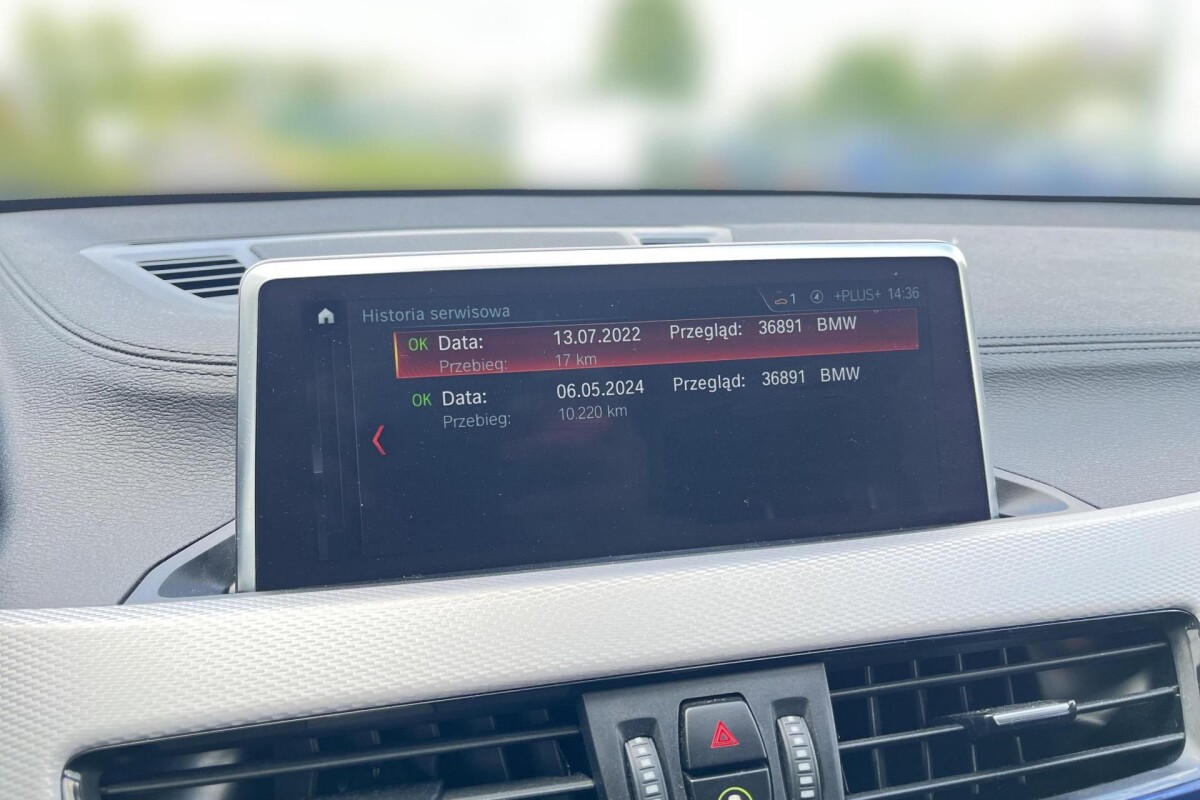 Historia serwisowa
1 +PLUS+ 14:36
OK Data: 13.07.2022 Przegląd: 36891 BMW
Przebieg: 17 km
OK Data: 06.05.2024 Przegląd: 36891 BMW
Przebieg: 10.220 km